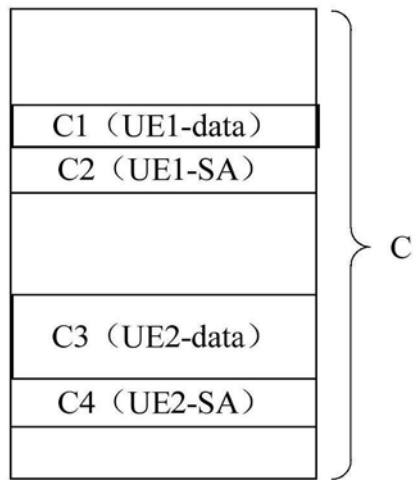 C1（UE1-data）
C2（UE1-SA）
C
C3（UE2-data）
C4（UE2-SA）